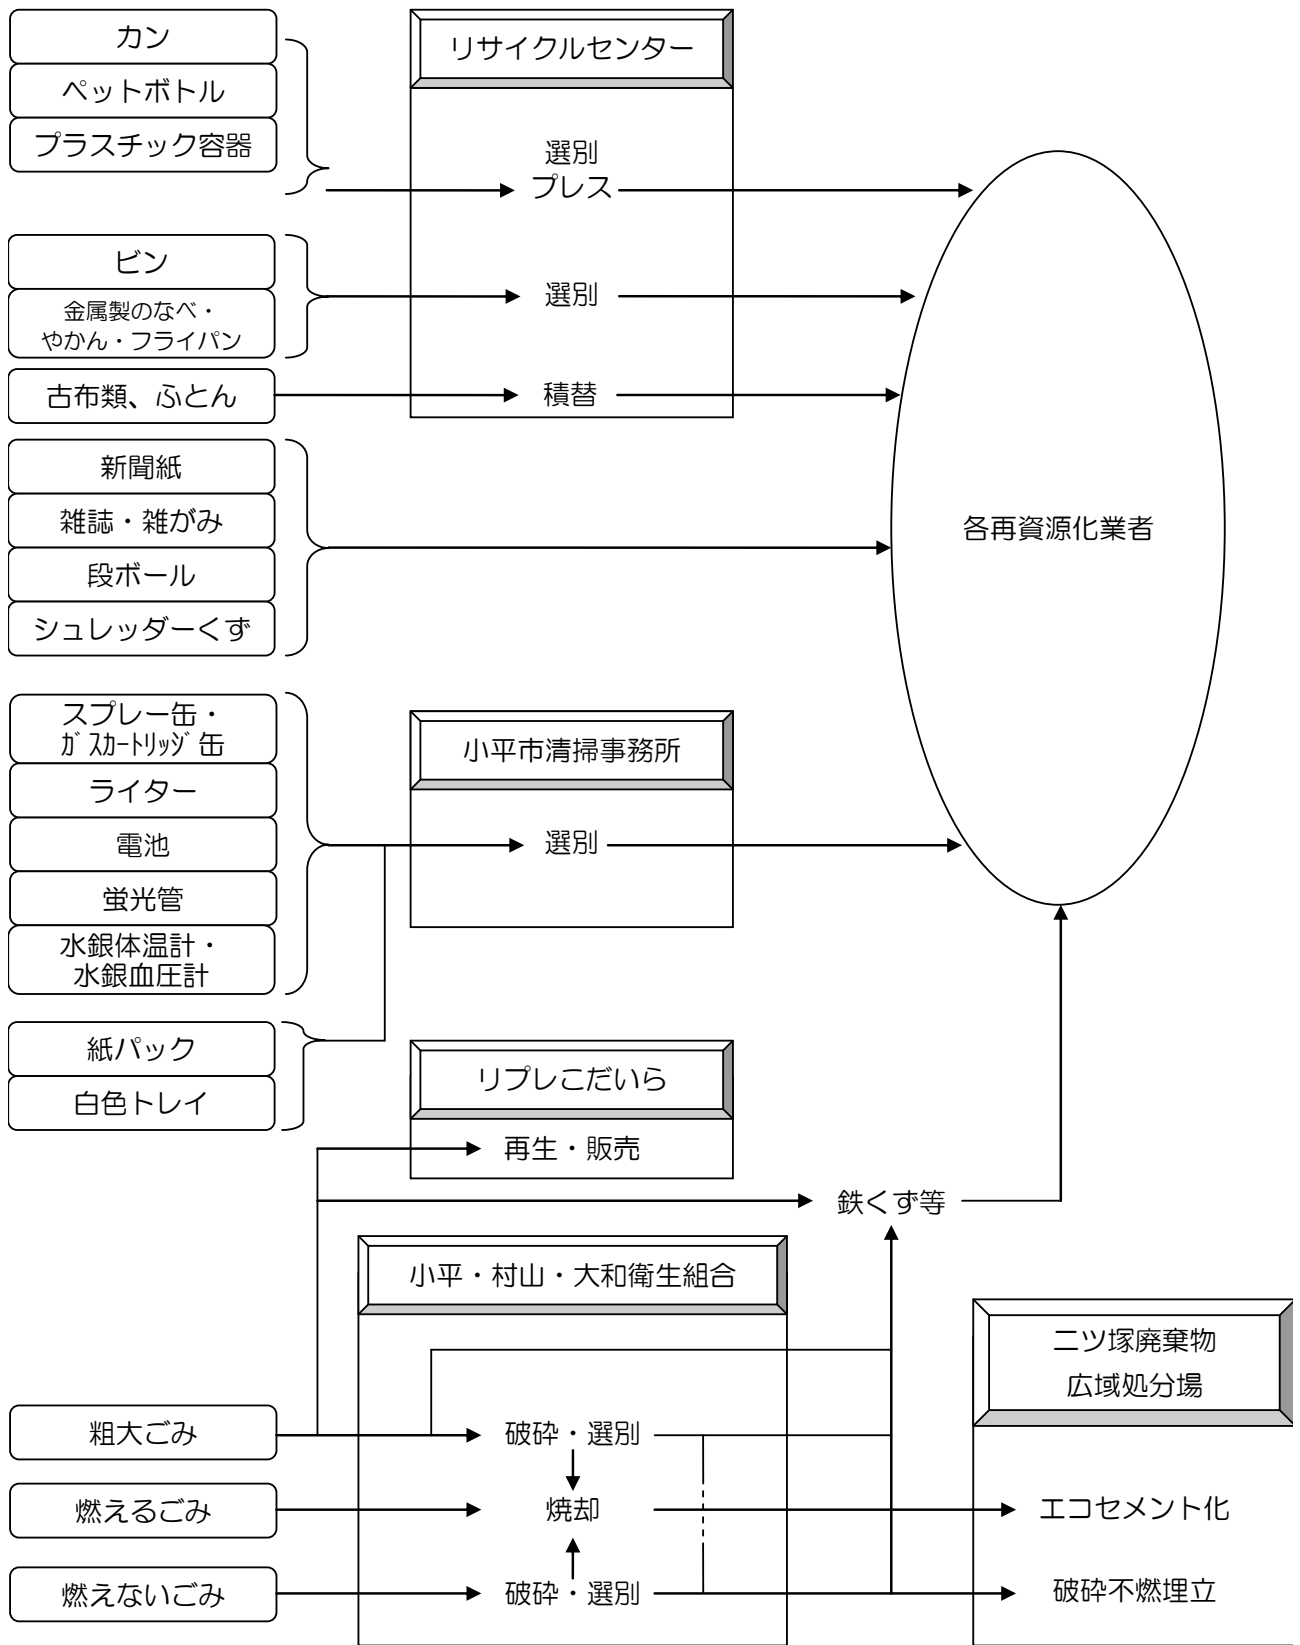 カン
ペットボトル
プラスチック容器
リサイクルセンター
選別
プレス
ビン
金属製のなべ・
やかん・フライパン
選別
古布類、ふとん
積替
新聞紙
雑誌・雑がみ
段ボール
シュレッダーくず
各再資源化業者
スプレー缶・
ガスカートリッジ缶
ライター
電池
蛍光管
水銀体温計・
水銀血圧計
小平市清掃事務所
選別
紙パック
白色トレイ
リプレこだいら
再生・販売
鉄くず等
小平・村山・大和衛生組合
二ツ塚廃棄物
広域処分場
粗大ごみ
破砕・選別
燃えるごみ
焼却
エコセメント化
燃えないごみ
破砕・選別
破砕不燃埋立